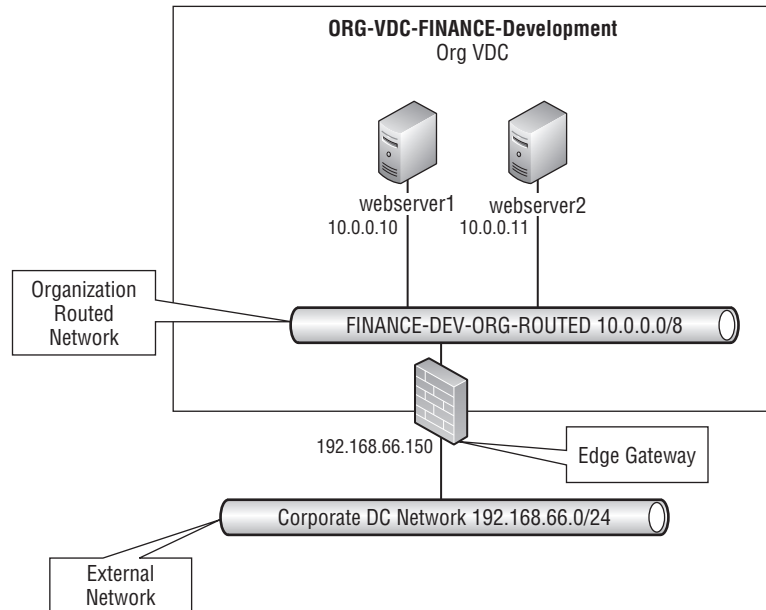 ORG-VDC-FINANCE-Development
Org VDC
webserver1
10.0.0.10
webserver2
10.0.0.11
Organization
Routed
Network
FINANCE-DEV-ORG-ROUTED 10.0.0.0/8
192.168.66.150
Edge Gateway
Corporate DC Network 192.168.66.0/24
External
Network